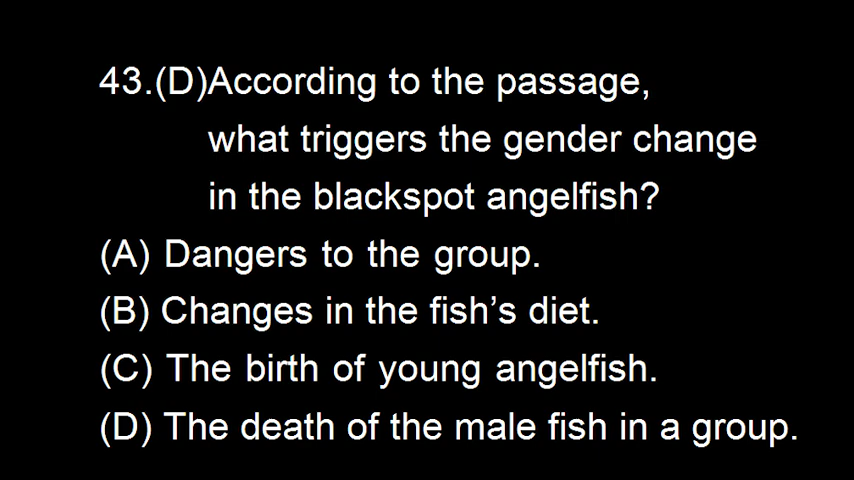 43.(D)According to the passage,
what triggers the gender change
in the blackspot angelfish?
(A) Dangers to the group.
(B) Changes in the fish’s diet.
(C) The birth of young angelfish.
(D) The death of the male fish in a group.